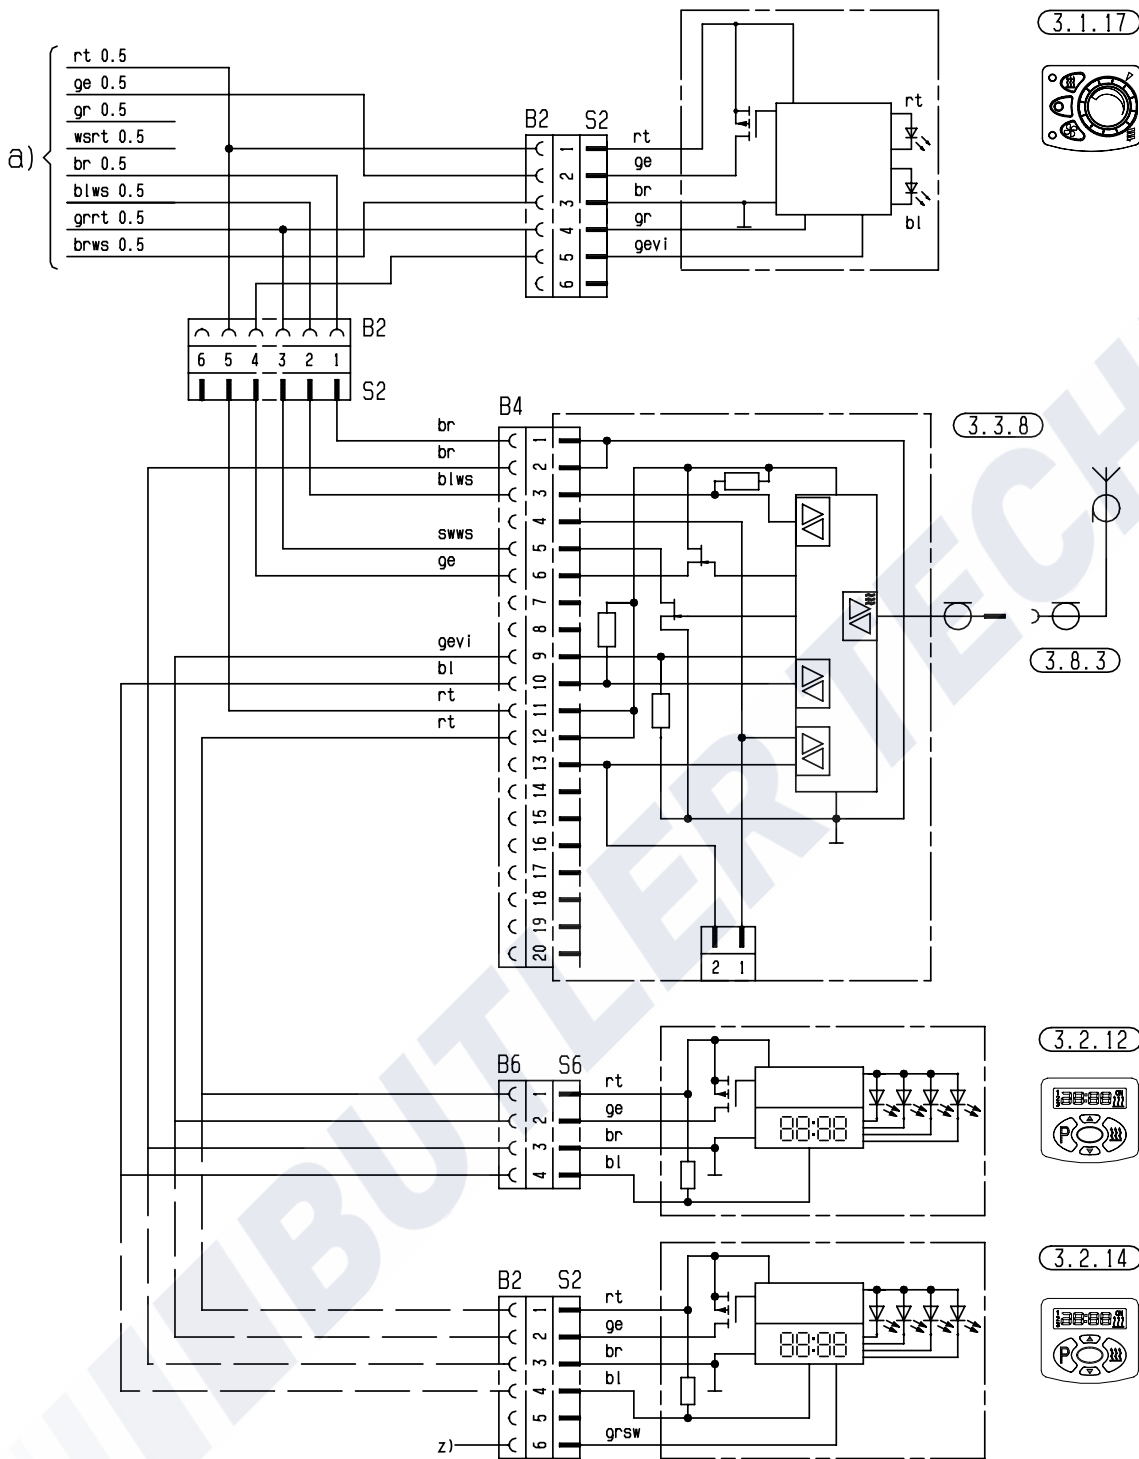 3.1.17
a)
rt 0.5
ge 0.5
gr 0.5
wsrt 0.5
br 0.5
blws 0.5
grrt 0.5
brws 0.5
B2 S2
1
2
3
4
5
6
rt
ge
br
gr
gevi
rt
bl
B2
6 5 4 3 2 1
S2
B4
br
br
blws
swws
ge
gevi
bl
rt
rt
1
2
3
4
5
6
7
8
9
10
11
12
13
14
15
16
17
18
19
20
2 1
3.3.8
3.8.3
B6 S6
1
2
3
4
rt
ge
br
bl
88:88
3.2.12
P
B2 S2
1
2
3
4
5
6
z)
rt
ge
br
bl
grsw
88:88
3.2.14
P
BUTLER TECH